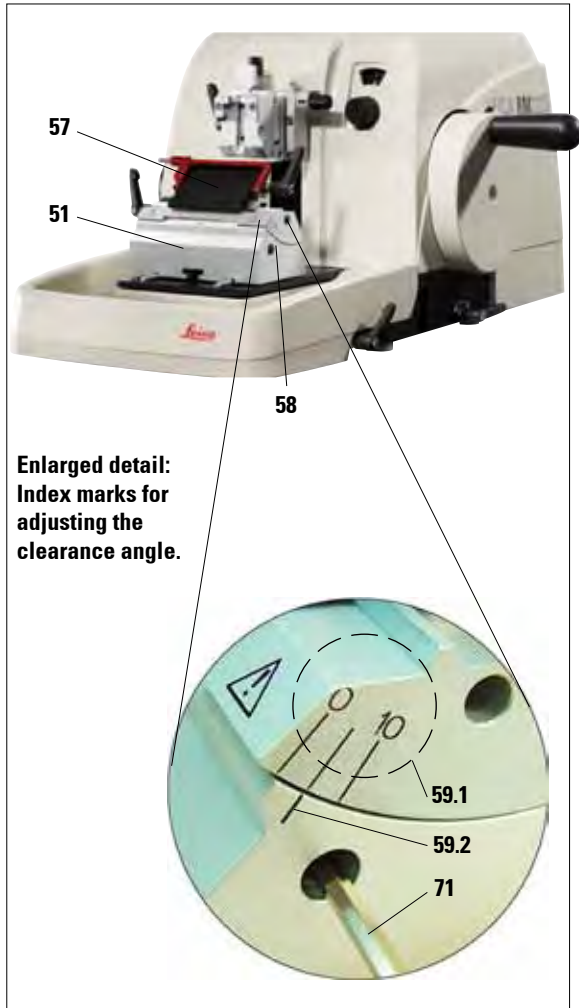 57
51
Leica
58
Enlarged detail:
Index marks for
adjusting the
clearance angle.
0
10
59.1
59.2
71